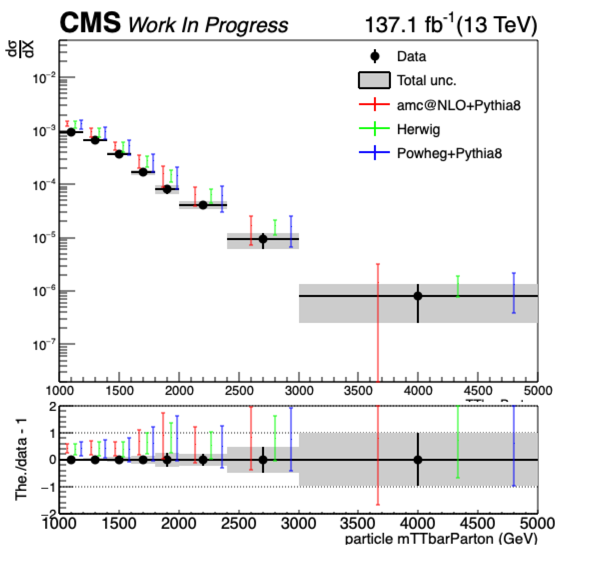 CMS Work In Progress 137.1 fb-1(13 TeV)
dσ
dX
Data
Total unc.
amc@NLO+Pythia8
Herwig
Powheg+Pythia8
10-2
10-3
10-4
10-5
10-6
10-7
1000 1500 2000 2500 3000 3500 4000 4500 5000
The./data - 1
2
1
0
−1
−2
1000 1500 2000 2500 3000 3500 4000 4500 5000
particle mTTbarParton (GeV)